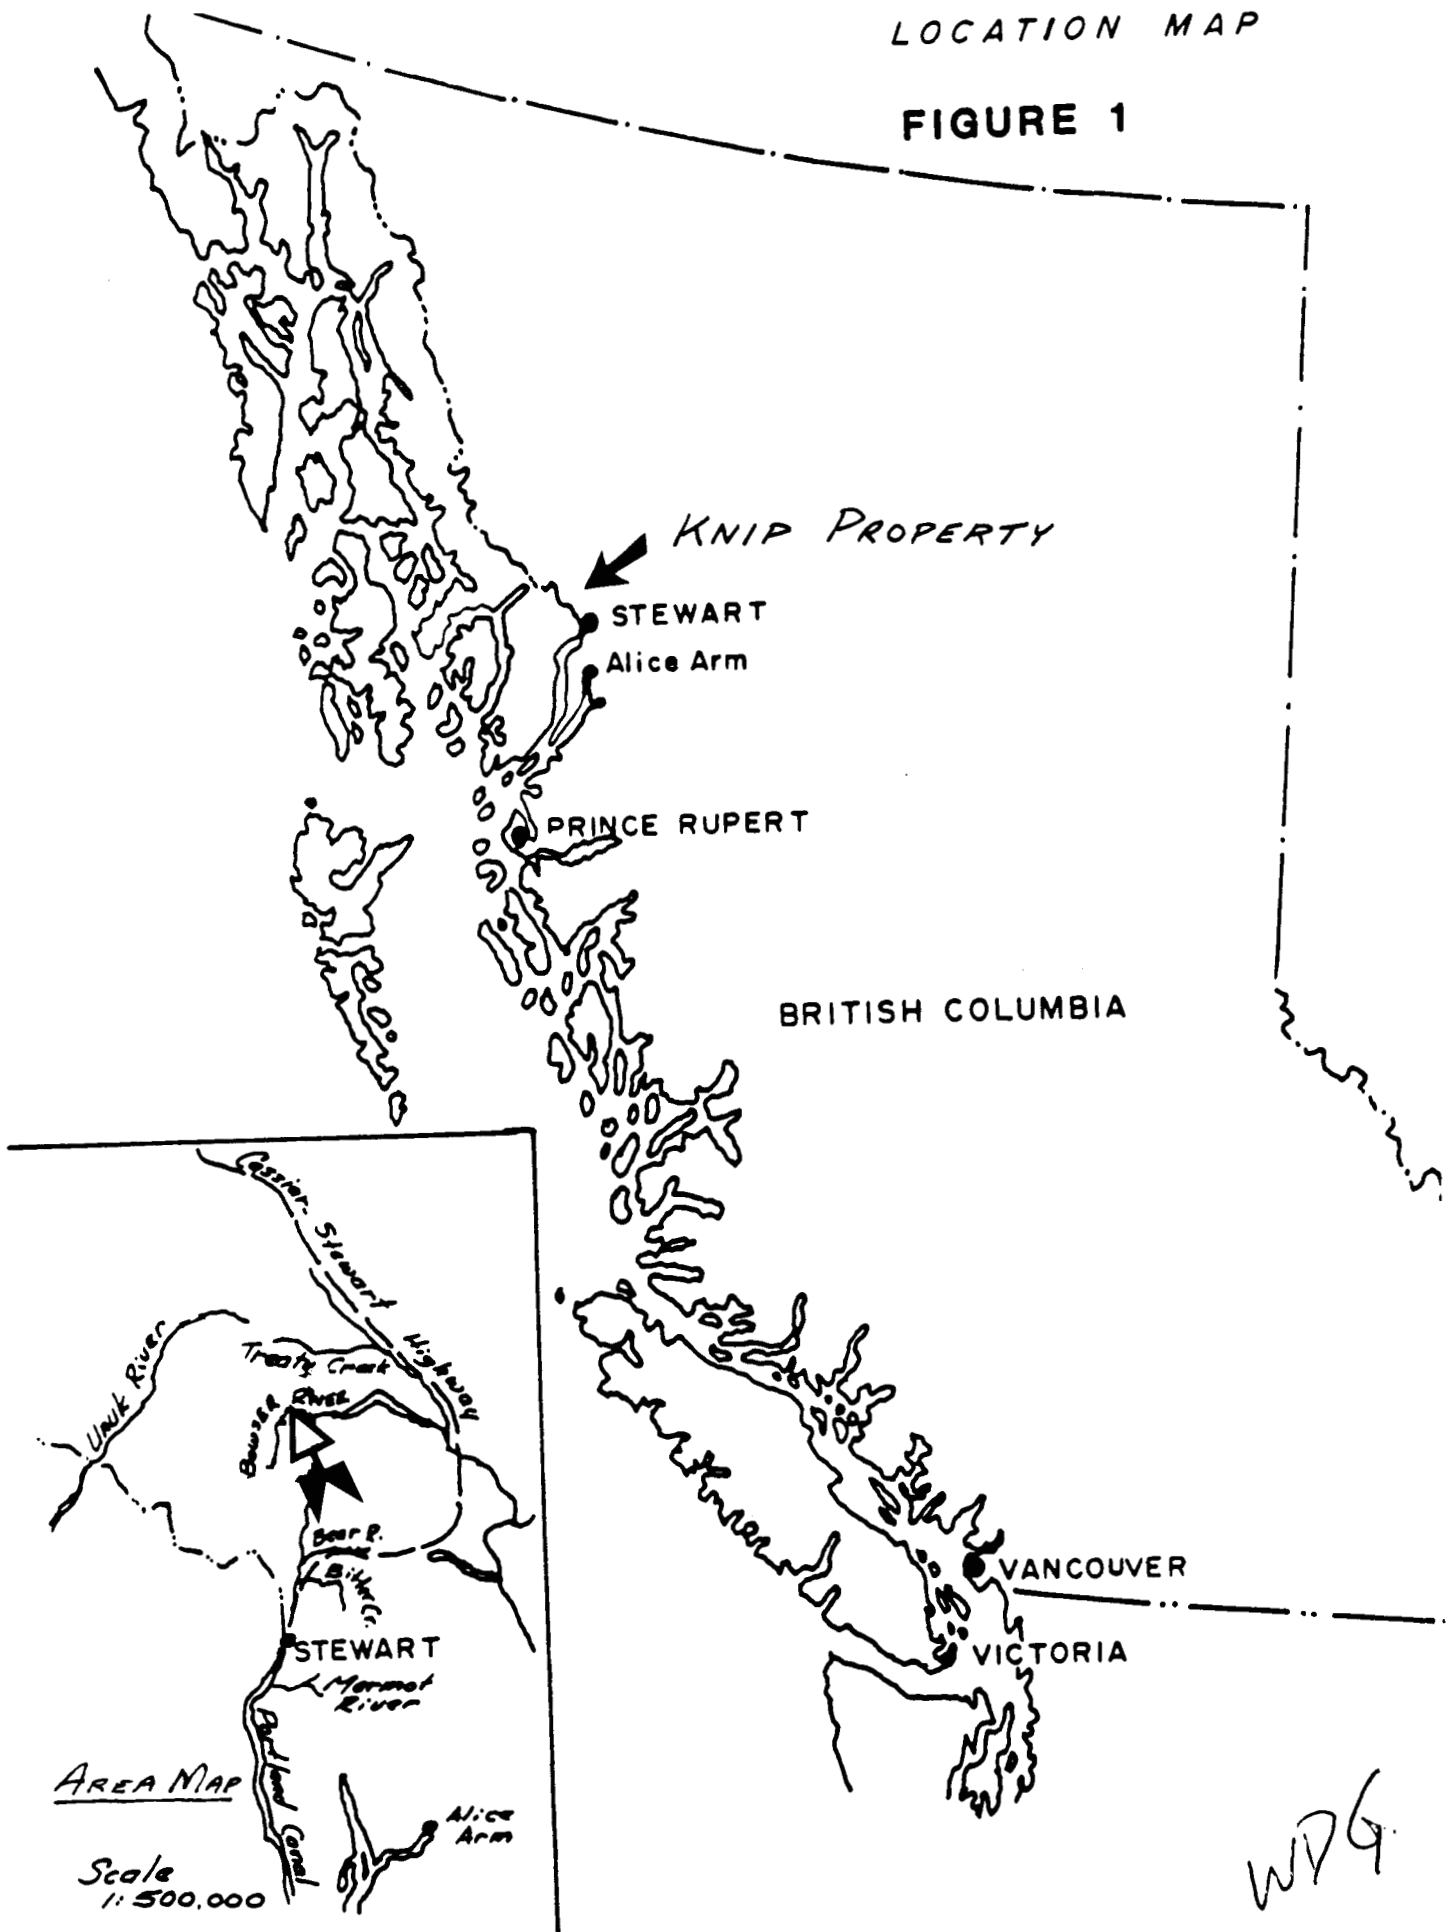 LOCATION MAP
FIGURE 1
KNIP PROPERTY
STEWART
Alice Arm
PRINCE RUPERT
BRITISH COLUMBIA
VANCOUVER
VICTORIA
Cassiar-Stewart Highway
Unuk River
Treaty Creek
BOWSER RIVER
Bear R.
Bitter Cr.
STEWART
Marmot
River
Portland Canal
AREA MAP
Alice
Arm
Scale
1:500,000
WDG